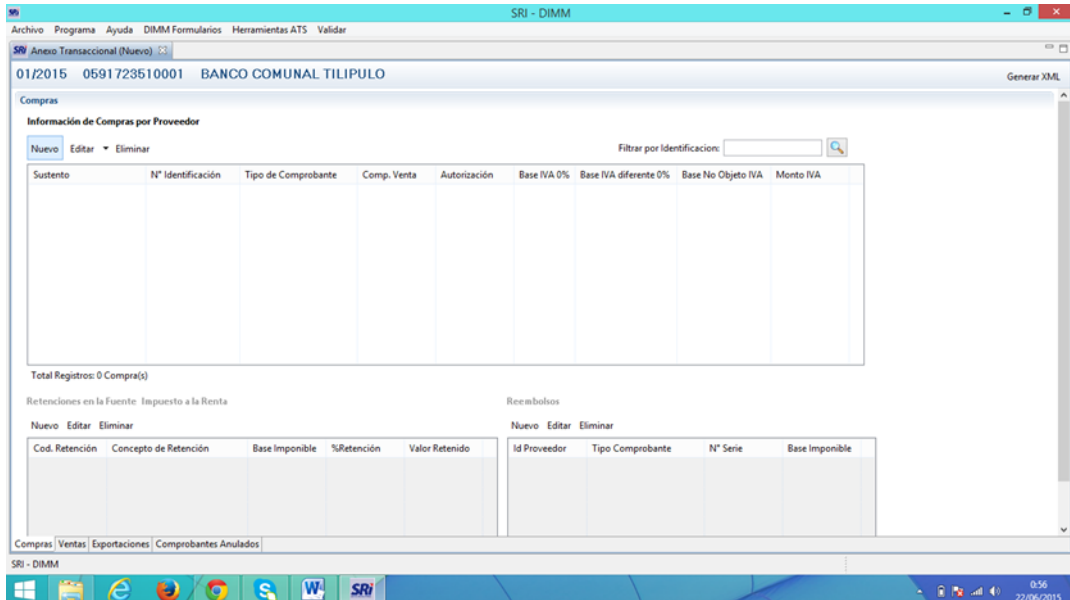 SRI - DIMM
Archivo Programa Ayuda DIMM Formularios Herramientas ATS Validar
SRi Anexo Transaccional (Nuevo)
01/2015 0591723510001 BANCO COMUNAL TILIPULO
Generar XML
Compras
Información de Compras por Proveedor
Nuevo Editar Eliminar Filtrar por Identificacion:
Sustento N° Identificación Tipo de Comprobante Comp. Venta Autorización Base IVA 0% Base IVA diferente 0% Base No Objeto IVA Monto IVA
Total Registros: 0 Compra(s)
Retenciones en la Fuente Impuesto a la Renta Reembolsos
Nuevo Editar Eliminar Nuevo Editar Eliminar
Cod. Retención Concepto de Retención Base Imponible %Retención Valor Retenido Id Proveedor Tipo Comprobante N° Serie Base Imponible
Compras Ventas Exportaciones Comprobantes Anulados
SRI - DIMM
SRi
0:56
22/06/2015